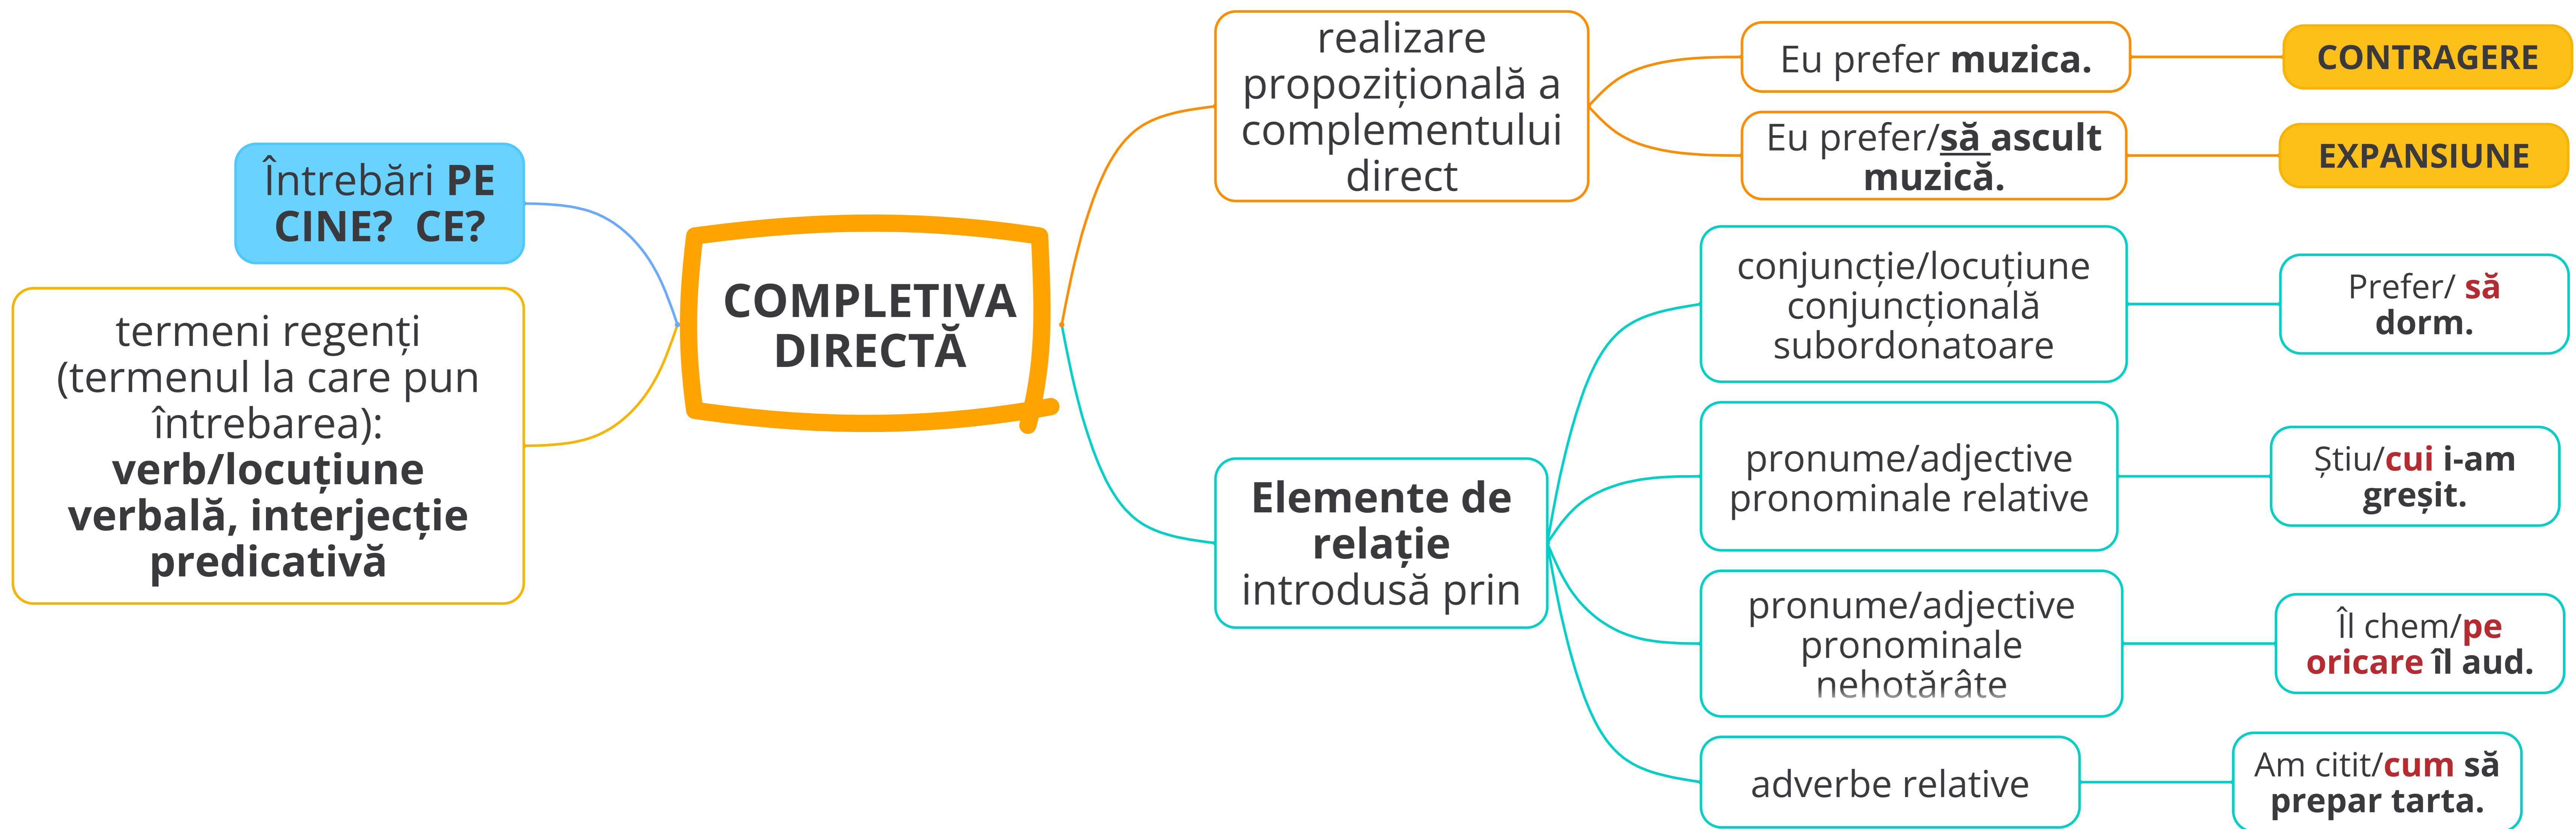 Întrebări PE
CINE?  CE?
termeni regenți
(termenul la care pun
întrebarea):
verb/locuțiune
verbală, interjecție
predicativă
COMPLETIVA
DIRECTĂ
realizare
propozițională a
complementului
direct
Eu prefer muzica.
CONTRAGERE
Eu prefer/să ascult
muzică.
EXPANSIUNE
Elemente de
relație
introdusă prin
conjuncție/locuțiune
conjuncțională
subordonatoare
Prefer/ să
dorm.
pronume/adjective
pronominale relative
Știu/cui i-am
greșit.
pronume/adjective
pronominale
nehotărâte
Îl chem/pe
oricare îl aud.
adverbe relative
Am citit/cum să
prepar tarta.